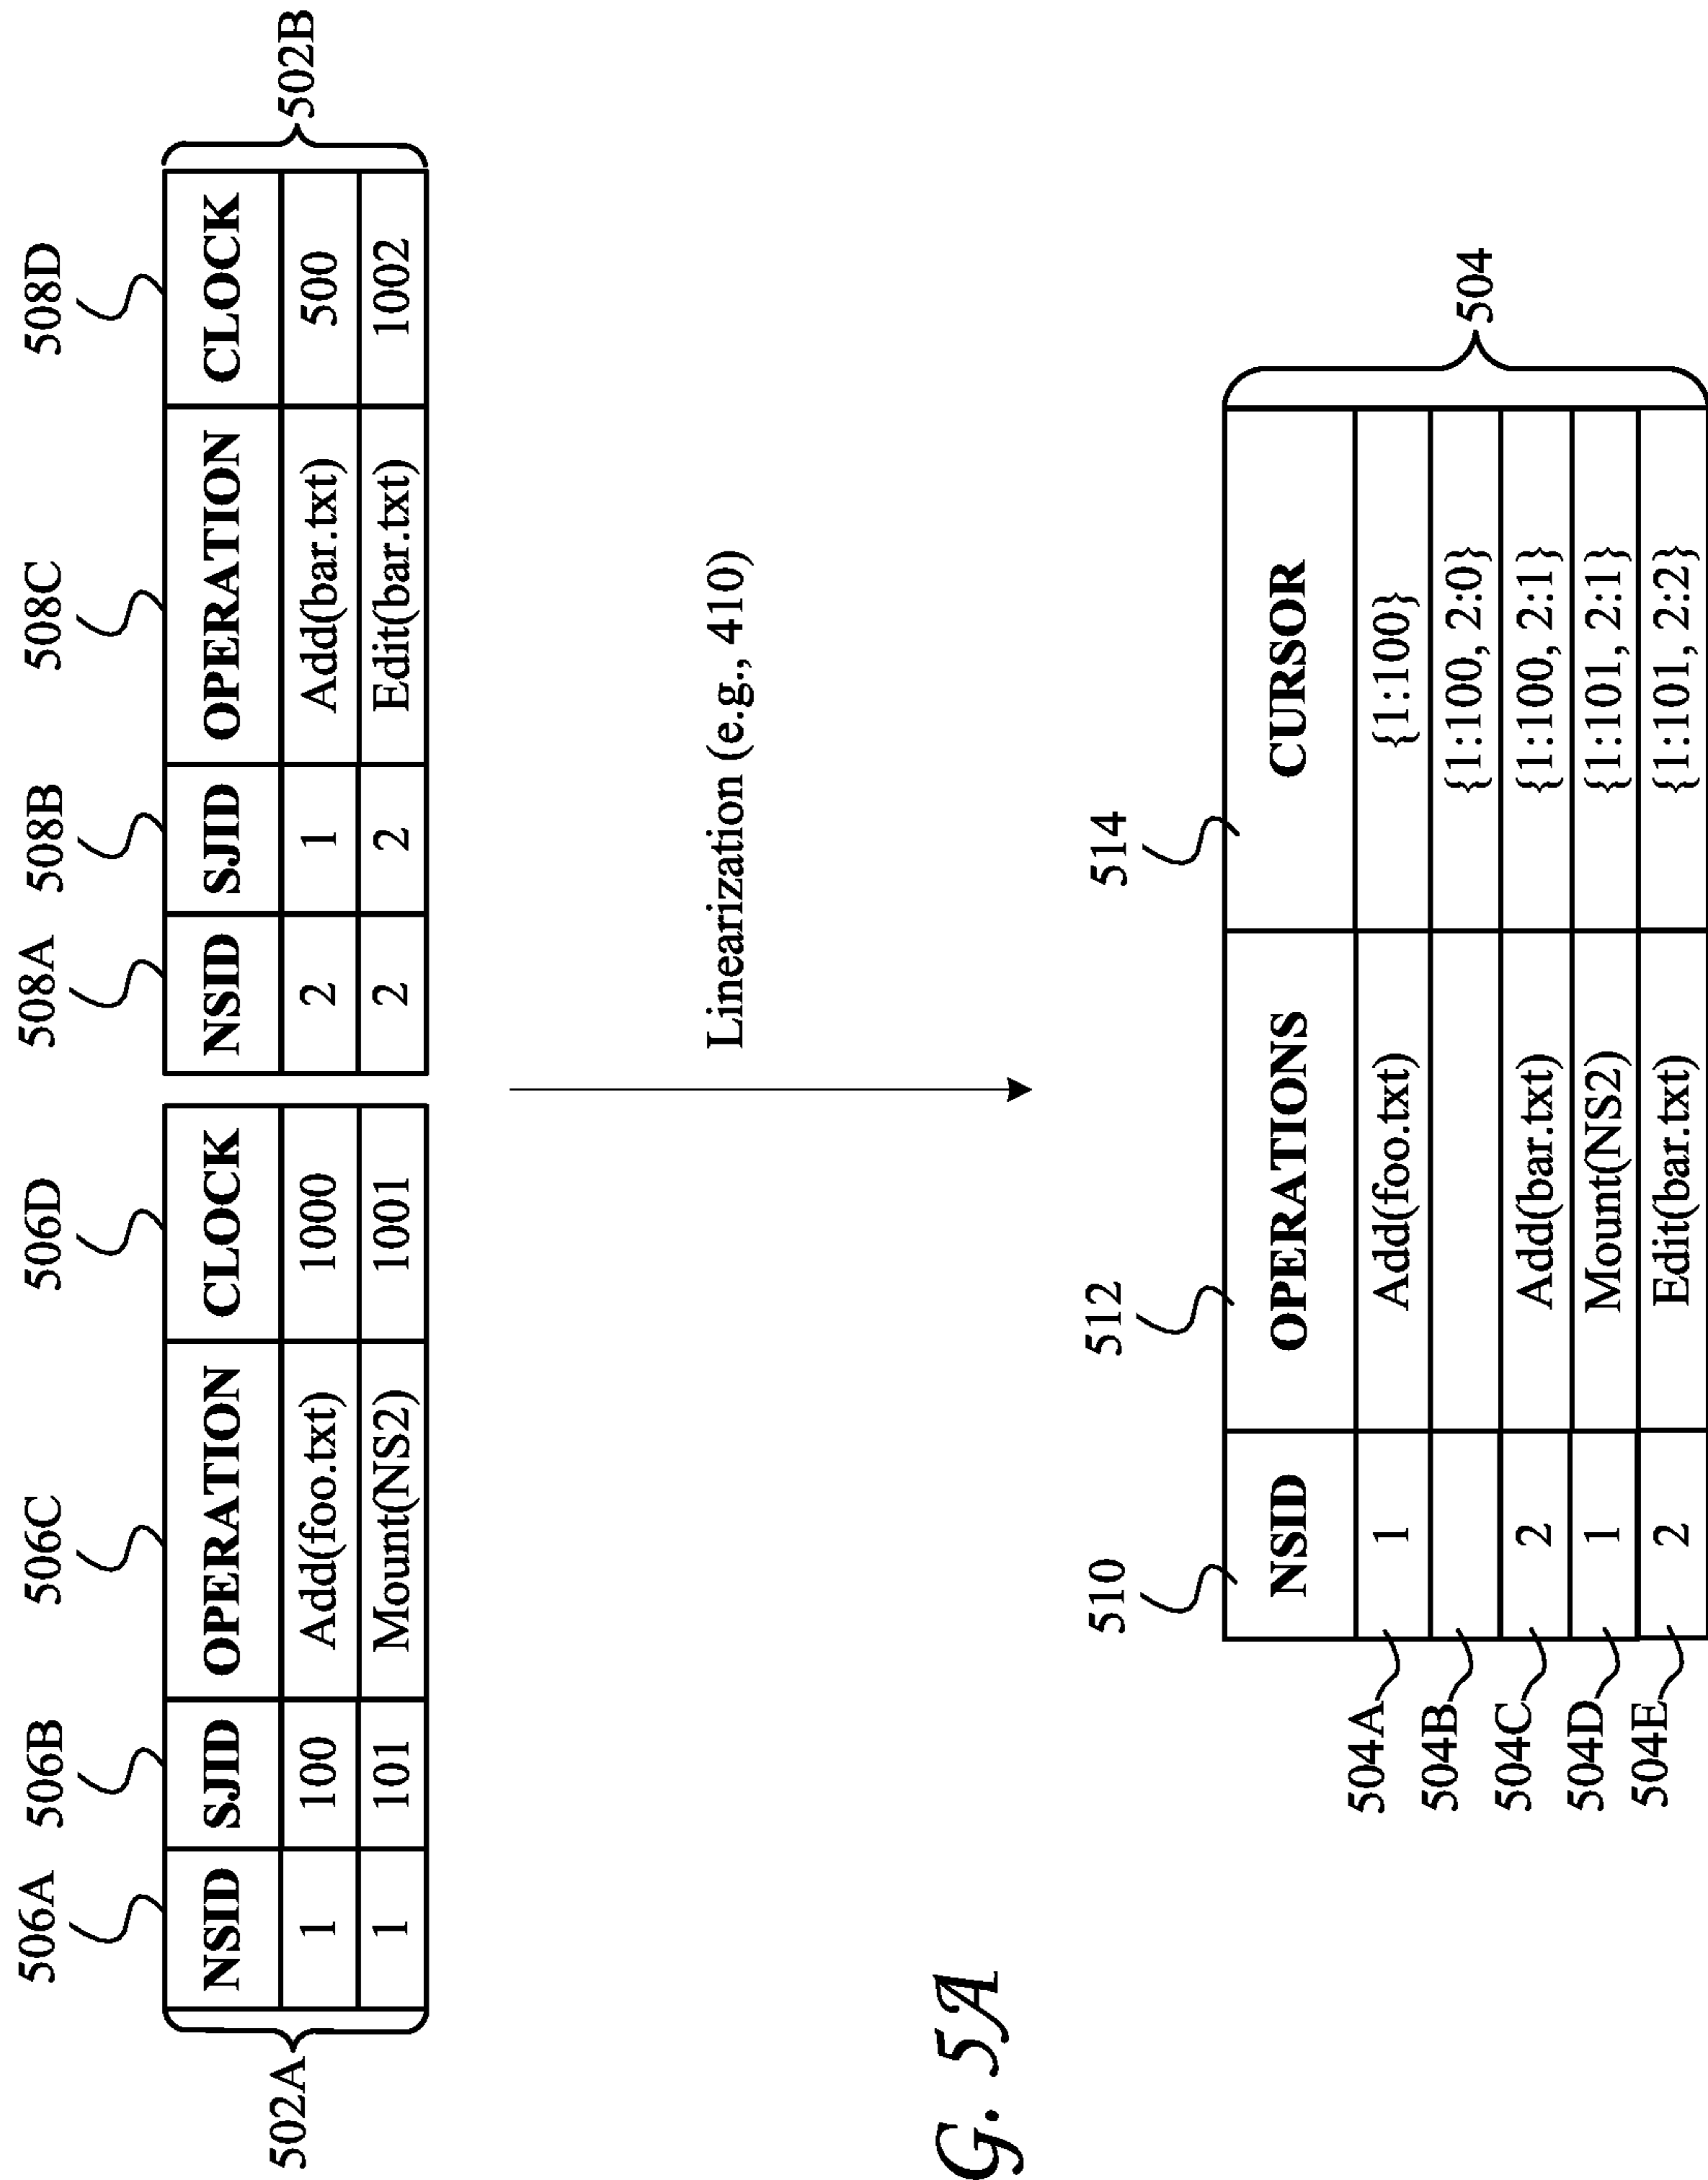 506A 506B 506C 506D 508A 508B 508C 508D
NSID SJID OPERATION CLOCK NSID SJID OPERATION CLOCK
1 100 Add(foo.txt) 1000 2 1 Add(bar.txt) 500
1 101 Mount(NS2) 1001 2 2 Edit(bar.txt) 1002
502A 502B
Linearization (e.g., 410)
G. 5A
510 512 514
NSID OPERATIONS CURSOR
504A 1 Add(foo.txt) {1:100}
504B {1:100, 2:0}
504C 2 Add(bar.txt) {1:100, 2:1}
504D 1 Mount(NS2) {1:101, 2:1}
504E 2 Edit(bar.txt) {1:101, 2:2}
504